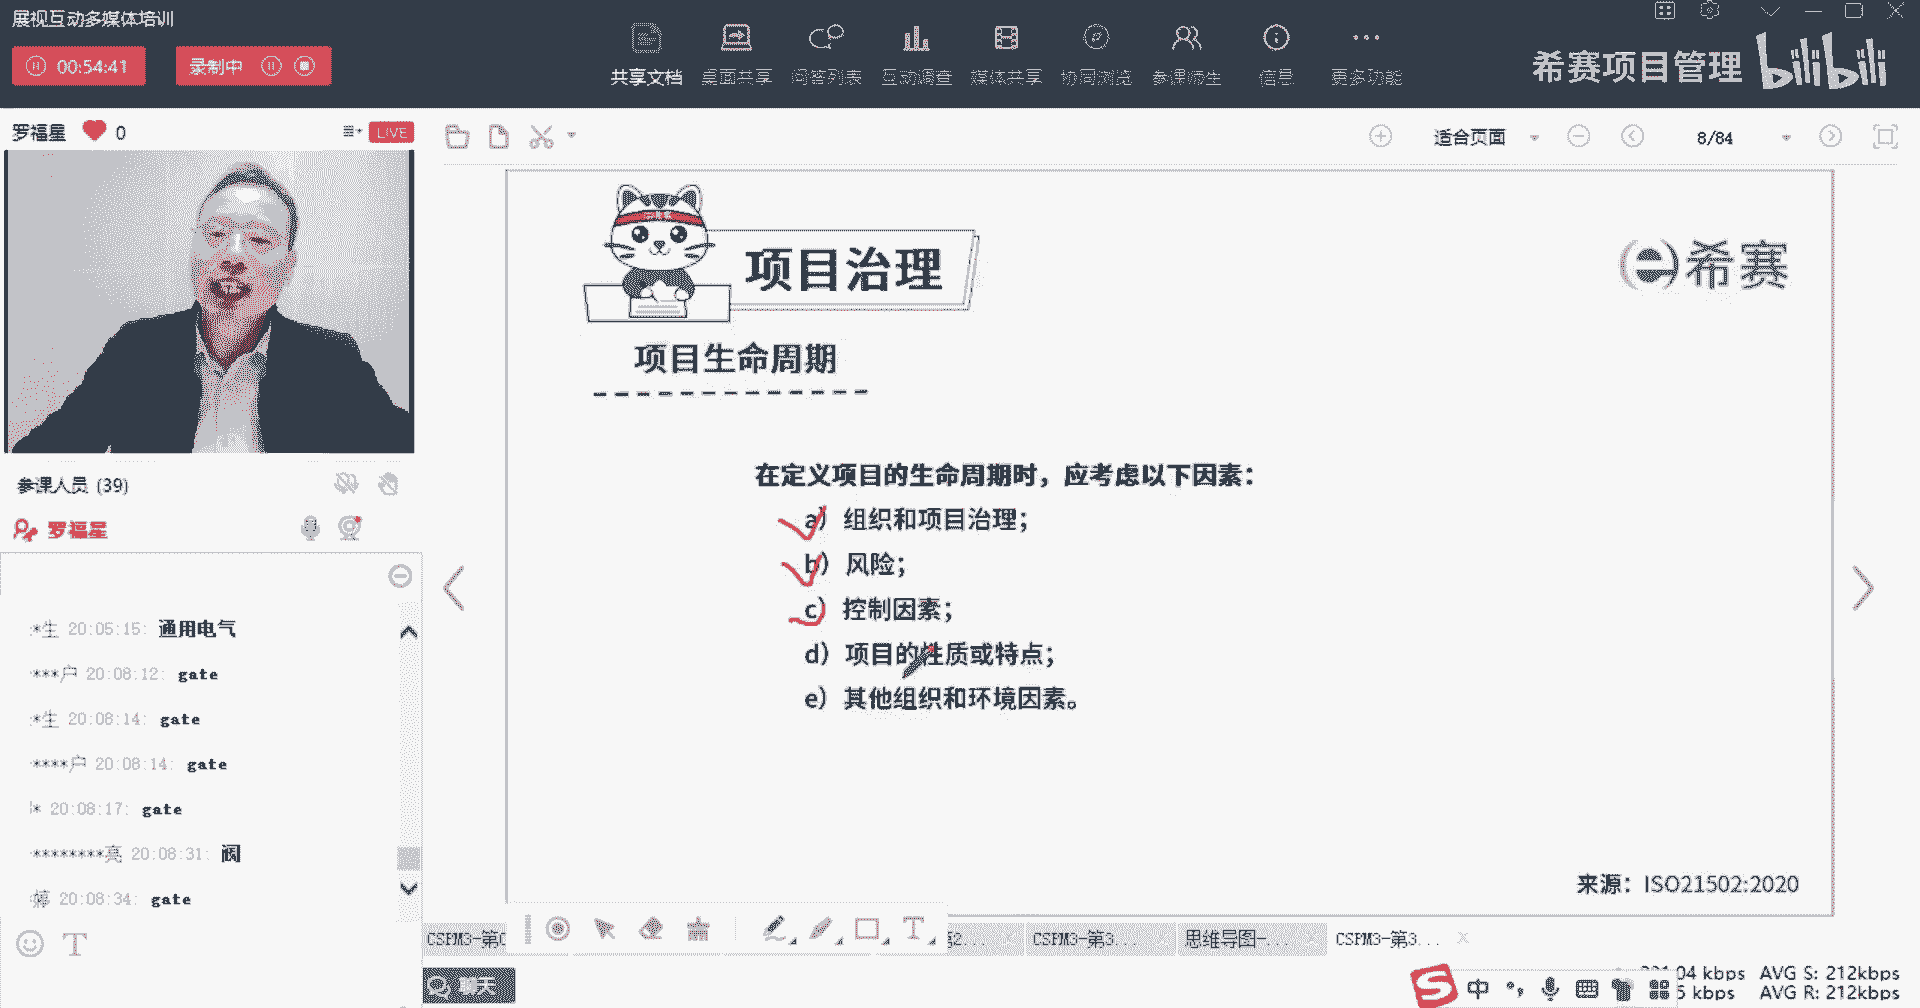 展视互动多媒体培训
00:54:41
录制中
共享文档 桌面共享 问答列表 互动调查 媒体共享 协同浏览 参课师生 信息 更多功能
希赛项目管理 bilibili
罗福星 0
LIVE
适合页面
8/84
项目治理
希赛
项目生命周期
在定义项目的生命周期时，应考虑以下因素：
a）组织和项目治理；
b）风险；
c）控制因素；
d）项目的性质或特点；
e）其他组织和环境因素。
来源：ISO21502:2020
参课人员 (39)
罗福星
*生 20:05:15: 通用电气
***户 20:08:12: gate
*生 20:08:14: gate
****户 20:08:14: gate
20:08:17: gate
********亮 20:08:31: 阀
20:08:34: gate
CSPM3-第
2...
CSPM3-第3...
思维导图-...
CSPM3-第3...
聊天
中
04 kbps AVG S: 212kbps
5 kbps AVG R: 212kbps